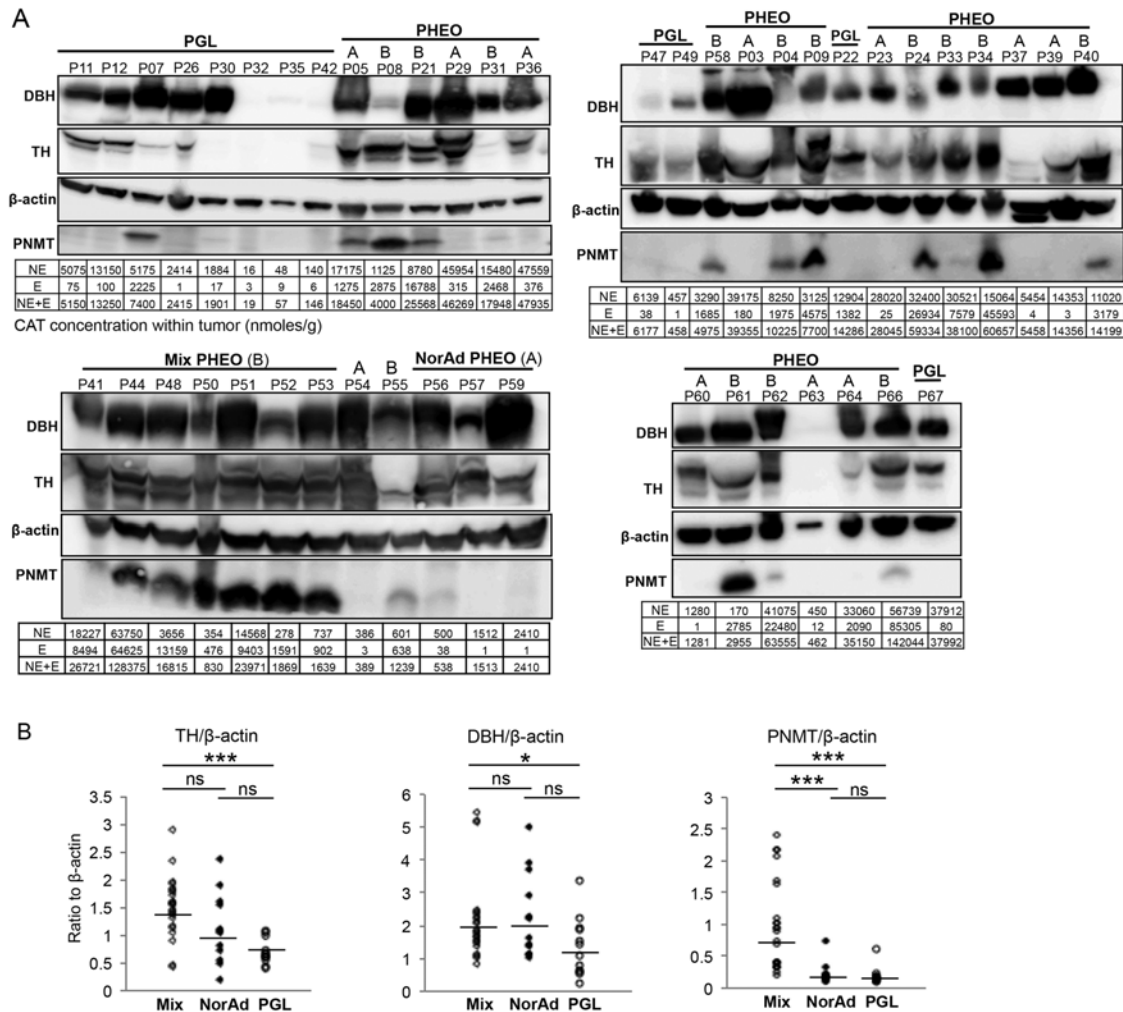 A
PGL
PHEO
A B B A B A
P11 P12 P07 P26 P30 P32 P35 P42 P05 P08 P21 P29 P31 P36
DBH
TH
β-actin
PNMT
NE 5075 13150 5175 2414 1884 16 48 140 17175 1125 8780 45954 15480 47559
E 75 100 2225 1 17 3 9 6 1275 2875 16788 315 2468 376
NE+E 5150 13250 7400 2415 1901 19 57 146 18450 4000 25568 46269 17948 47935
CAT concentration within tumor (nmoles/g)
PHEO
PHEO
PGL
PGL
B A B B A B B B A A B
P47 P49 P58 P03 P04 P09 P22 P23 P24 P33 P34 P37 P39 P40
DBH
TH
β-actin
PNMT
NE 6139 457 3290 39175 8250 3125 12904 28020 32400 30521 15064 5454 14353 11020
E 38 1 1685 180 1975 4575 1382 25 26934 7579 45593 4 3 3179
NE+E 6177 458 4975 39355 10225 7700 14286 28045 59334 38100 60657 5458 14356 14199
Mix PHEO (B)
NorAd PHEO (A)
A B
P41 P44 P48 P50 P51 P52 P53 P54 P55 P56 P57 P59
DBH
TH
β-actin
PNMT
NE 18227 63750 3656 354 14568 278 737 386 601 500 1512 2410
E 8494 64625 13159 476 9403 1591 902 3 638 38 1 1
NE+E 26721 128375 16815 830 23971 1869 1639 389 1239 538 1513 2410
PHEO
PGL
A B B A A B
P60 P61 P62 P63 P64 P66 P67
DBH
TH
β-actin
PNMT
NE 1280 170 41075 450 33060 56739 37912
E 1 2785 22480 12 2090 85305 80
NE+E 1281 2955 63555 462 35150 142044 37992
B
TH/β-actin
***
ns
ns
Ratio to β-actin
3.5
3
2.5
2
1.5
1
0.5
0
Mix NorAd PGL
DBH/β-actin
*
ns
ns
6
5
4
3
2
1
0
Mix NorAd PGL
PNMT/β-actin
***
***
ns
3
2.5
2
1.5
1
0.5
0
Mix NorAd PGL